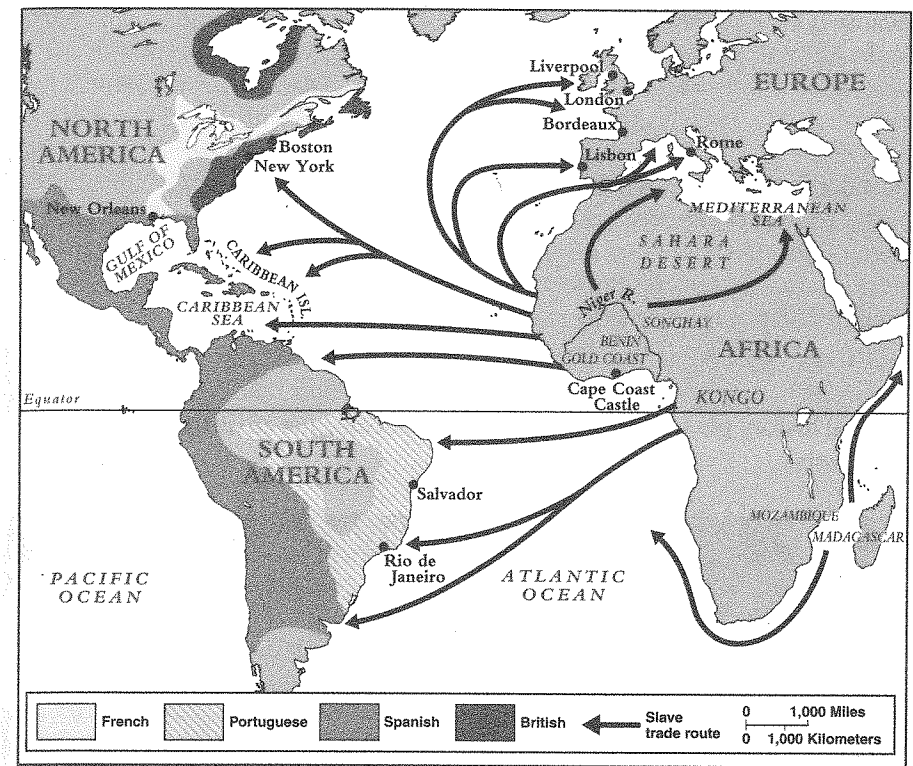 Liverpool
EUROPE
London
NORTH
AMERICA
Bordeaux
Boston
New York
Rome
Lisbon
New Orleans
MEDITERRANEAN
SEA
GULF OF
MEXICO
CARIBBEAN ISL.
SAHARA
DESERT
CARIBBEAN
SEA
Niger R.
SONGHAY
BENIN
GOLD COAST
AFRICA
Cape Coast
Castle
KONGO
Equator
SOUTH
AMERICA
Salvador
MOZAMBIQUE
MADAGASCAR
Rio de
Janeiro
PACIFIC
OCEAN
ATLANTIC
OCEAN
French
Portuguese
Spanish
British
Slave
trade route
0 1,000 Miles
0 1,000 Kilometers